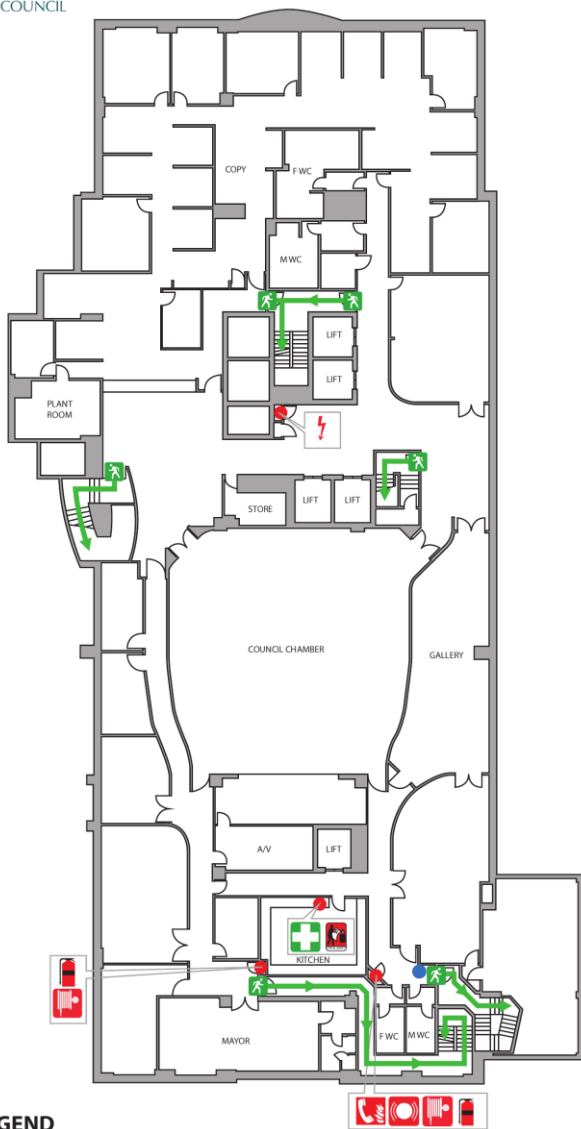 COUNCIL
COPY
F WC
M WC
LIFT
LIFT
PLANT
ROOM
STORE
LIFT
LIFT
COUNCIL CHAMBER
GALLERY
A/V
LIFT
KITCHEN
MAYOR
F WC
M WC
GEND